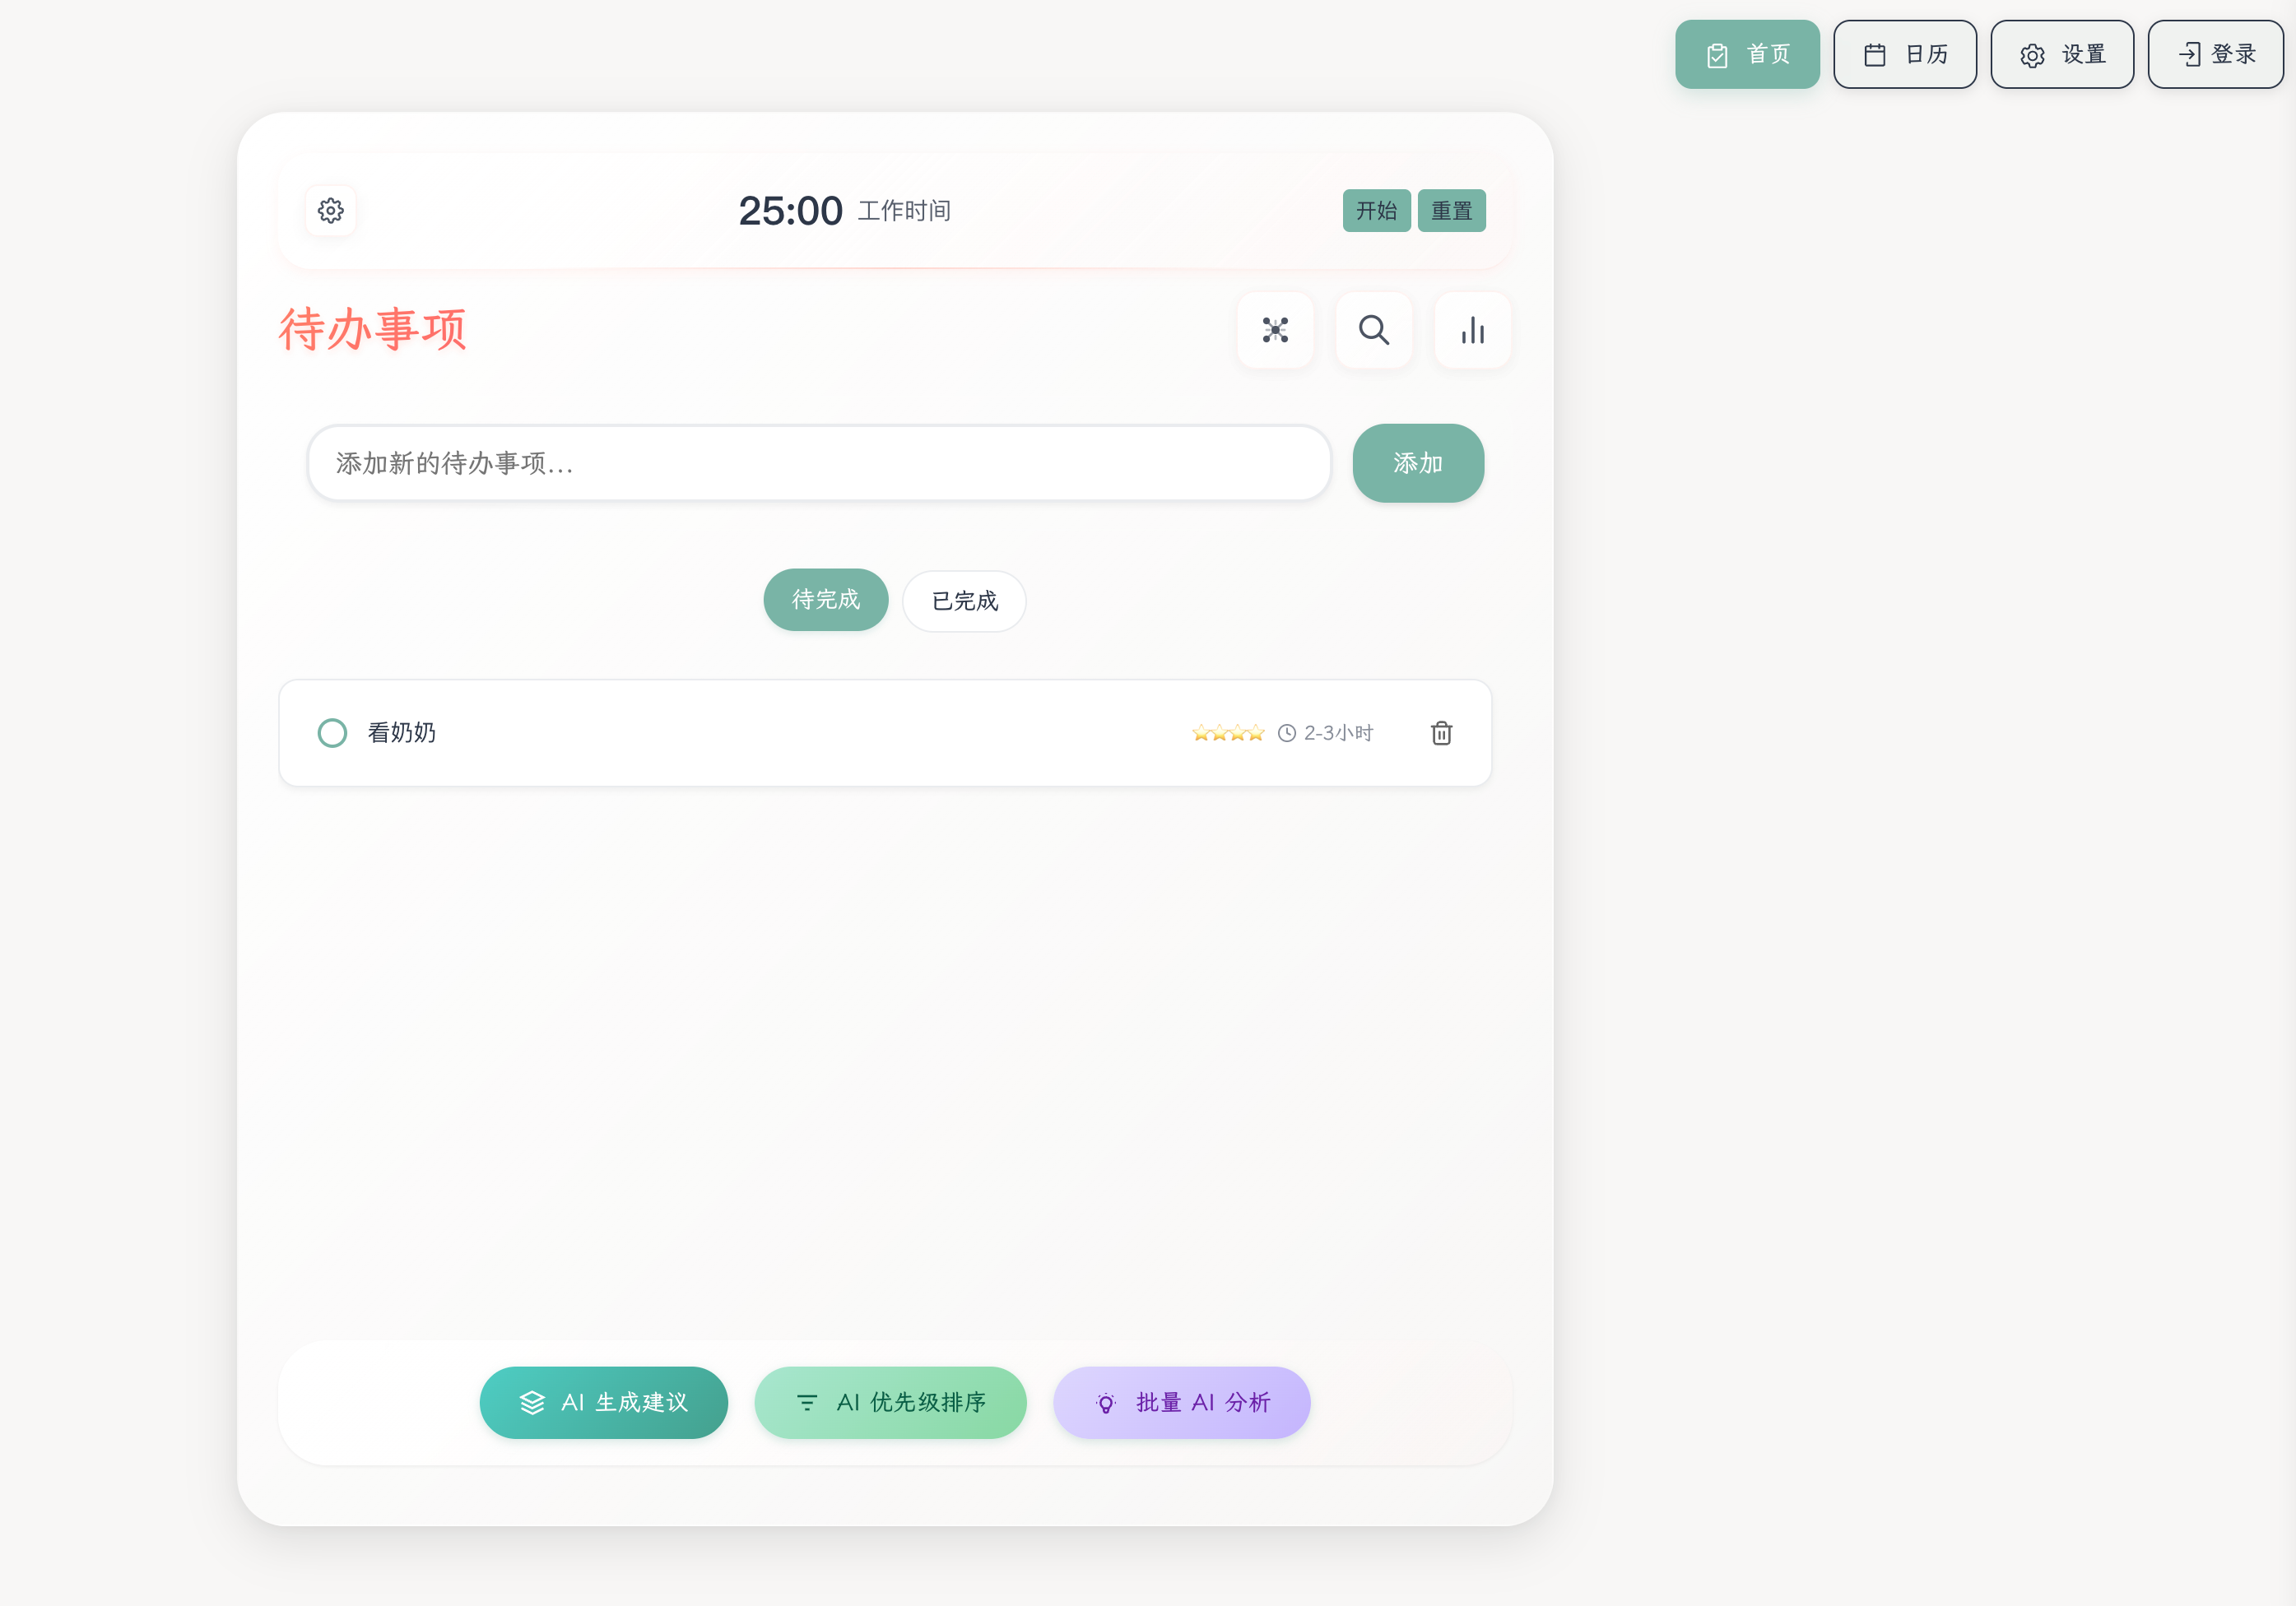 首页 日历 设置 登录
25:00 工作时间 开始 重置
待办事项
添加新的待办事项... 添加
待完成 已完成
看奶奶 2-3小时
AI 生成建议 AI 优先级排序 批量 AI 分析